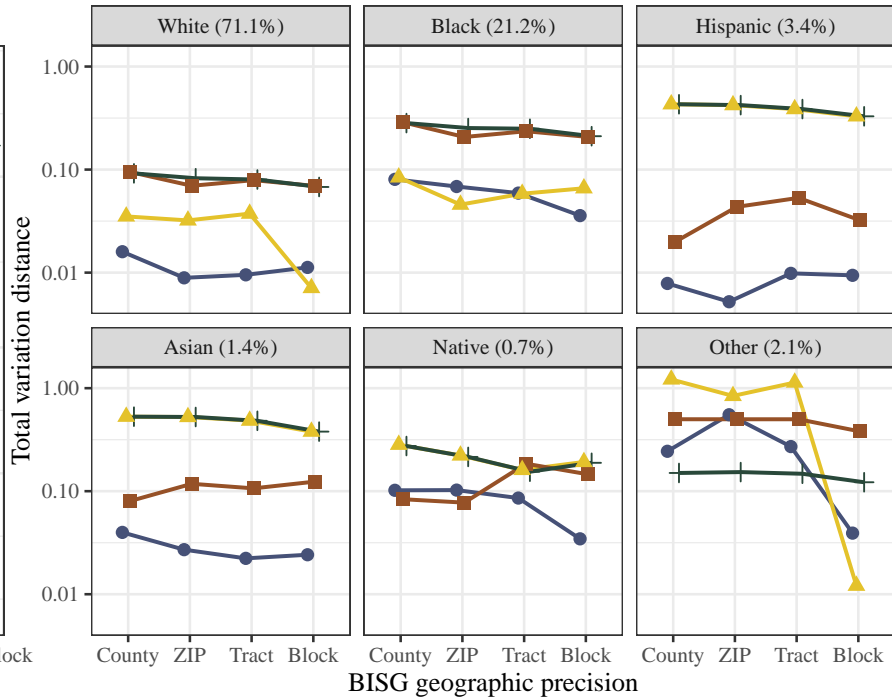 White (71.1%)
Black (21.2%)
Hispanic (3.4%)
1.00
0.10
0.01
Asian (1.4%)
Native (0.7%)
Other (2.1%)
1.00
0.10
0.01
Total variation distance
County ZIP Tract Block
County ZIP Tract Block
County ZIP Tract Block
BISG geographic precision